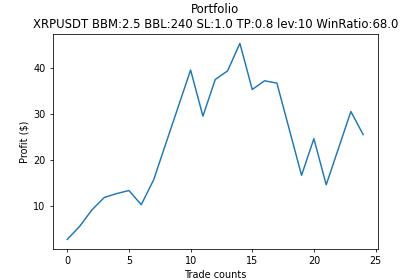 Portfolio
XRPUSDT BBM:2.5 BBL:240 SL:1.0 TP:0.8 lev:10 WinRatio:68.0
40
30
20
10
Profit ($)
0 5 10 15 20 25
Trade counts